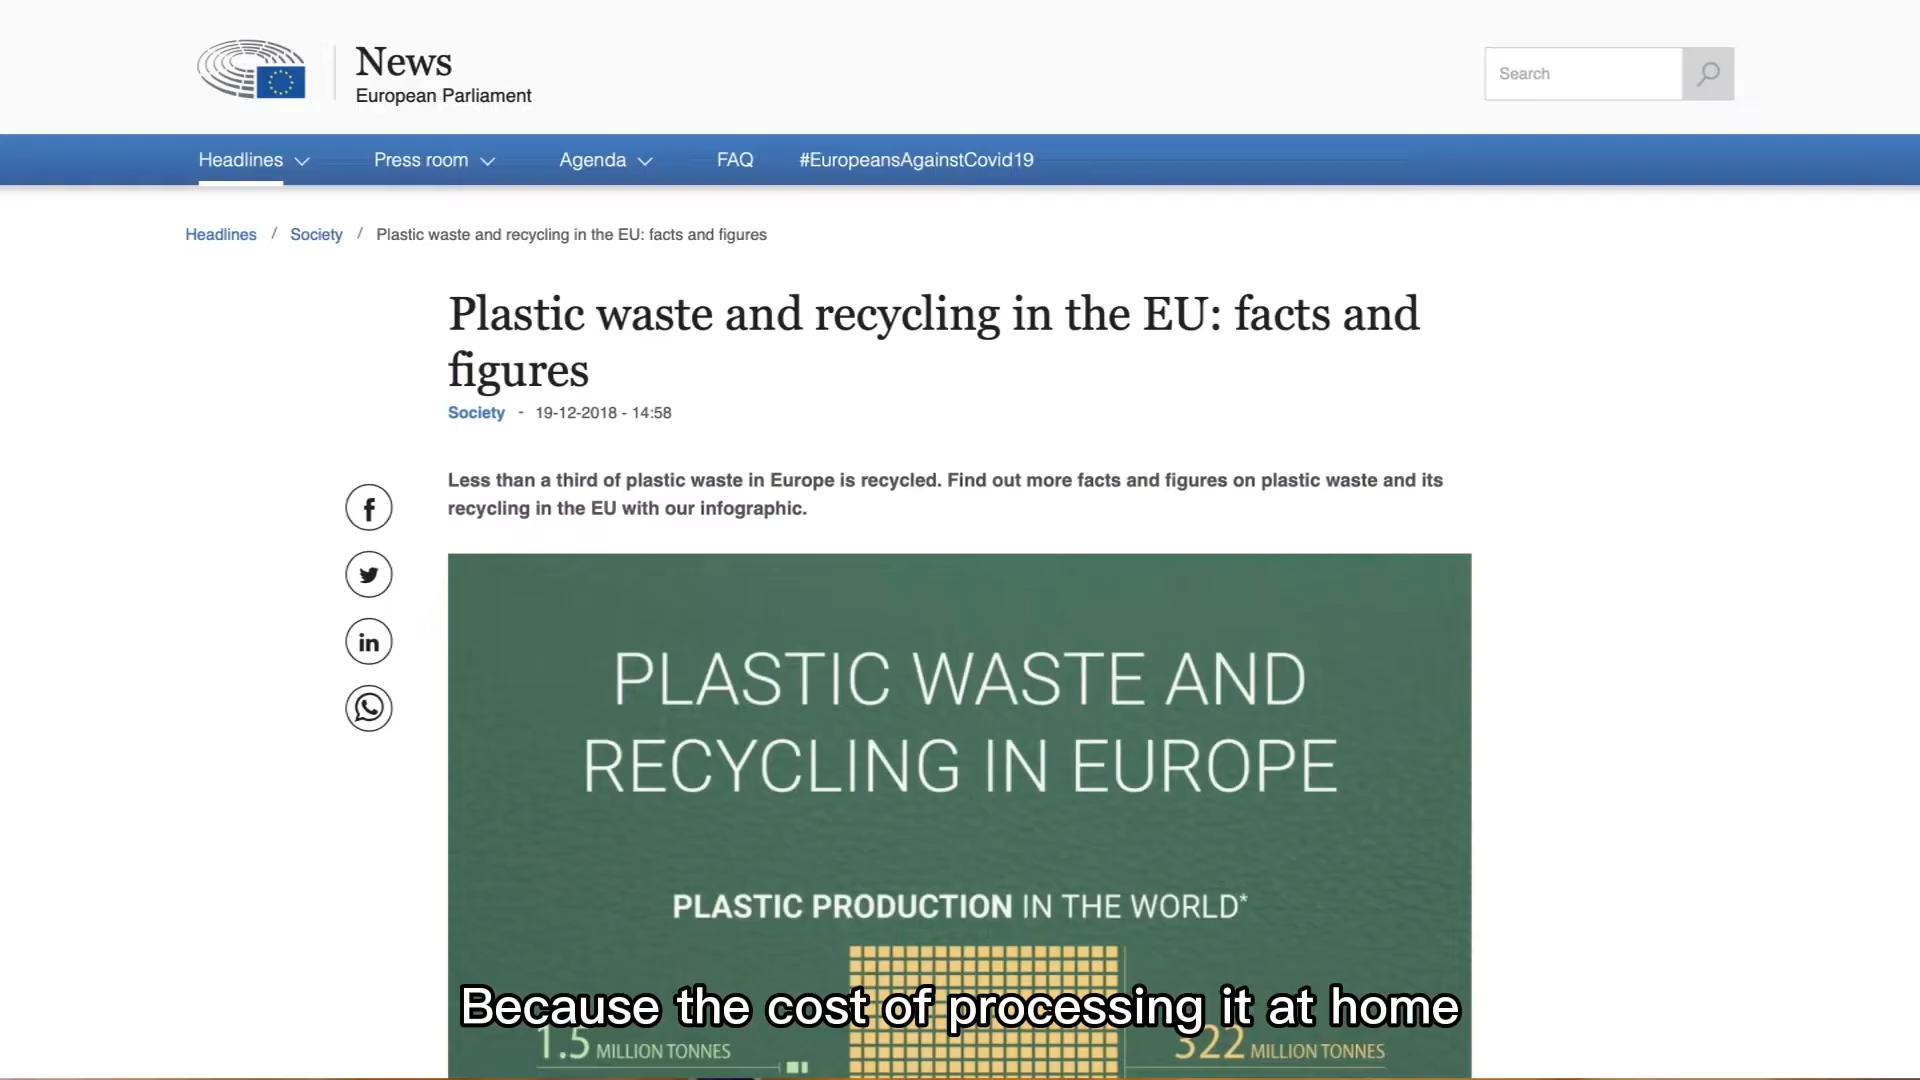 News
European Parliament
Search
Headlines
Press room
Agenda
FAQ
#EuropeansAgainstCovid19
Headlines / Society / Plastic waste and recycling in the EU: facts and figures
Plastic waste and recycling in the EU: facts and
figures
Society - 19-12-2018 - 14:58
Less than a third of plastic waste in Europe is recycled. Find out more facts and figures on plastic waste and its
recycling in the EU with our infographic.
PLASTIC WASTE AND
RECYCLING IN EUROPE
PLASTIC PRODUCTION IN THE WORLD*
Because the cost of processing it at home
1.5 MILLION TONNES
322 MILLION TONNES